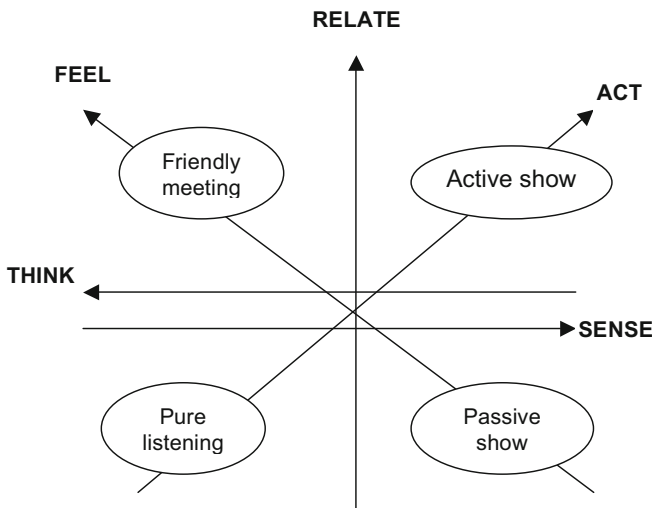 RELATE
FEEL
ACT
Friendly
meeting
Active show
THINK
SENSE
Pure
listening
Passive
show